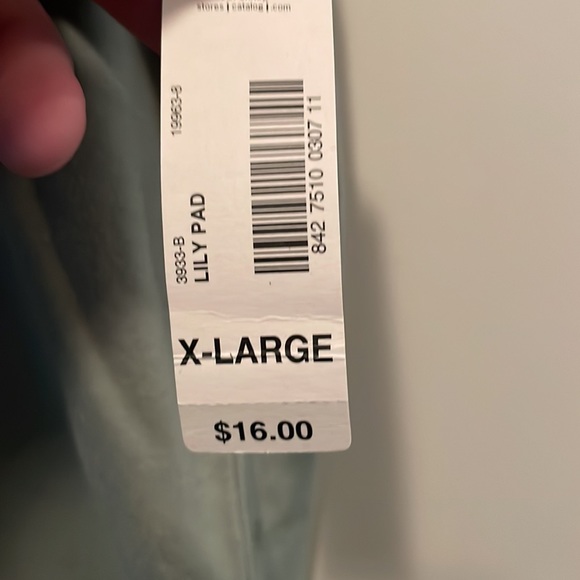 stores | catalog | .com
19963-8
842 7510 0307 11
3933-B
LILY PAD
X-LARGE
$16.00